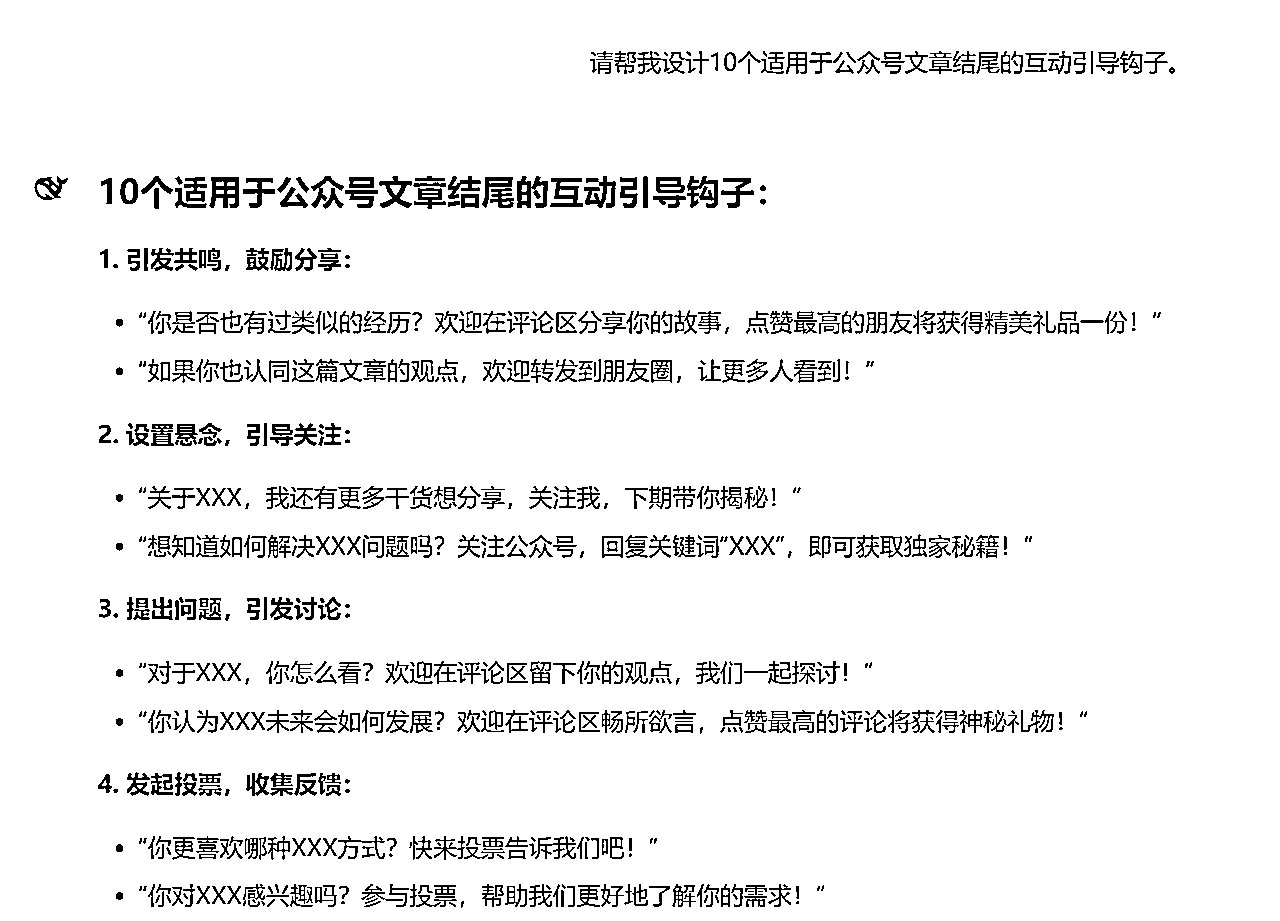 请帮我设计10个适用于公众号文章结尾的互动引导钩子。
10个适用于公众号文章结尾的互动引导钩子：
1. 引发共鸣，鼓励分享：
• “你是否也有过类似的经历？欢迎在评论区分享你的故事，点赞最高的朋友将获得精美礼品一份！“
• “如果你也认同这篇文章的观点，欢迎转发到朋友圈，让更多人看到！“
2. 设置悬念，引导关注：
• “关于XXX，我还有更多干货想分享，关注我，下期带你揭秘！“
• “想知道如何解决XXX问题吗？关注公众号，回复关键词“XXX”，即可获取独家秘籍！“
3. 提出问题，引发讨论：
• “对于XXX，你怎么看？欢迎在评论区留下你的观点，我们一起探讨！“
• “你认为XXX未来会如何发展？欢迎在评论区畅所欲言，点赞最高的评论将获得神秘礼物！“
4. 发起投票，收集反馈：
• “你更喜欢哪种XXX方式？快来投票告诉我们吧！“
• “你对XXX感兴趣吗？参与投票，帮助我们更好地了解你的需求！“